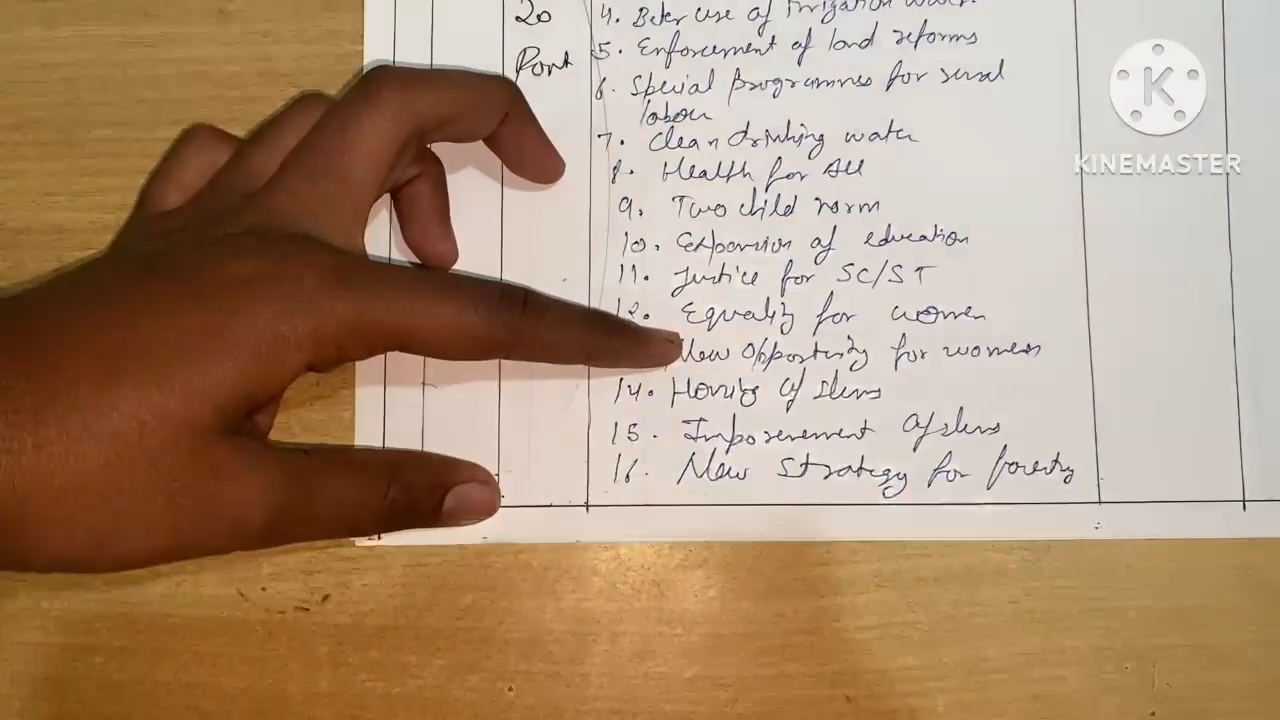 20
Point
4. Beter use of Irrigation water.
5. Enforcement of land reforms
6. Special programmes for rural
labour
7. Clean drinking water
8. Health for All
9. Two child norm
10. Expansion of education
11. Justice for SC/ST
12. Equality for women
New opportunity for women
14. Housing of slums
15. Improvement of slums
16. New strategy for forestry
K
KINEMASTER